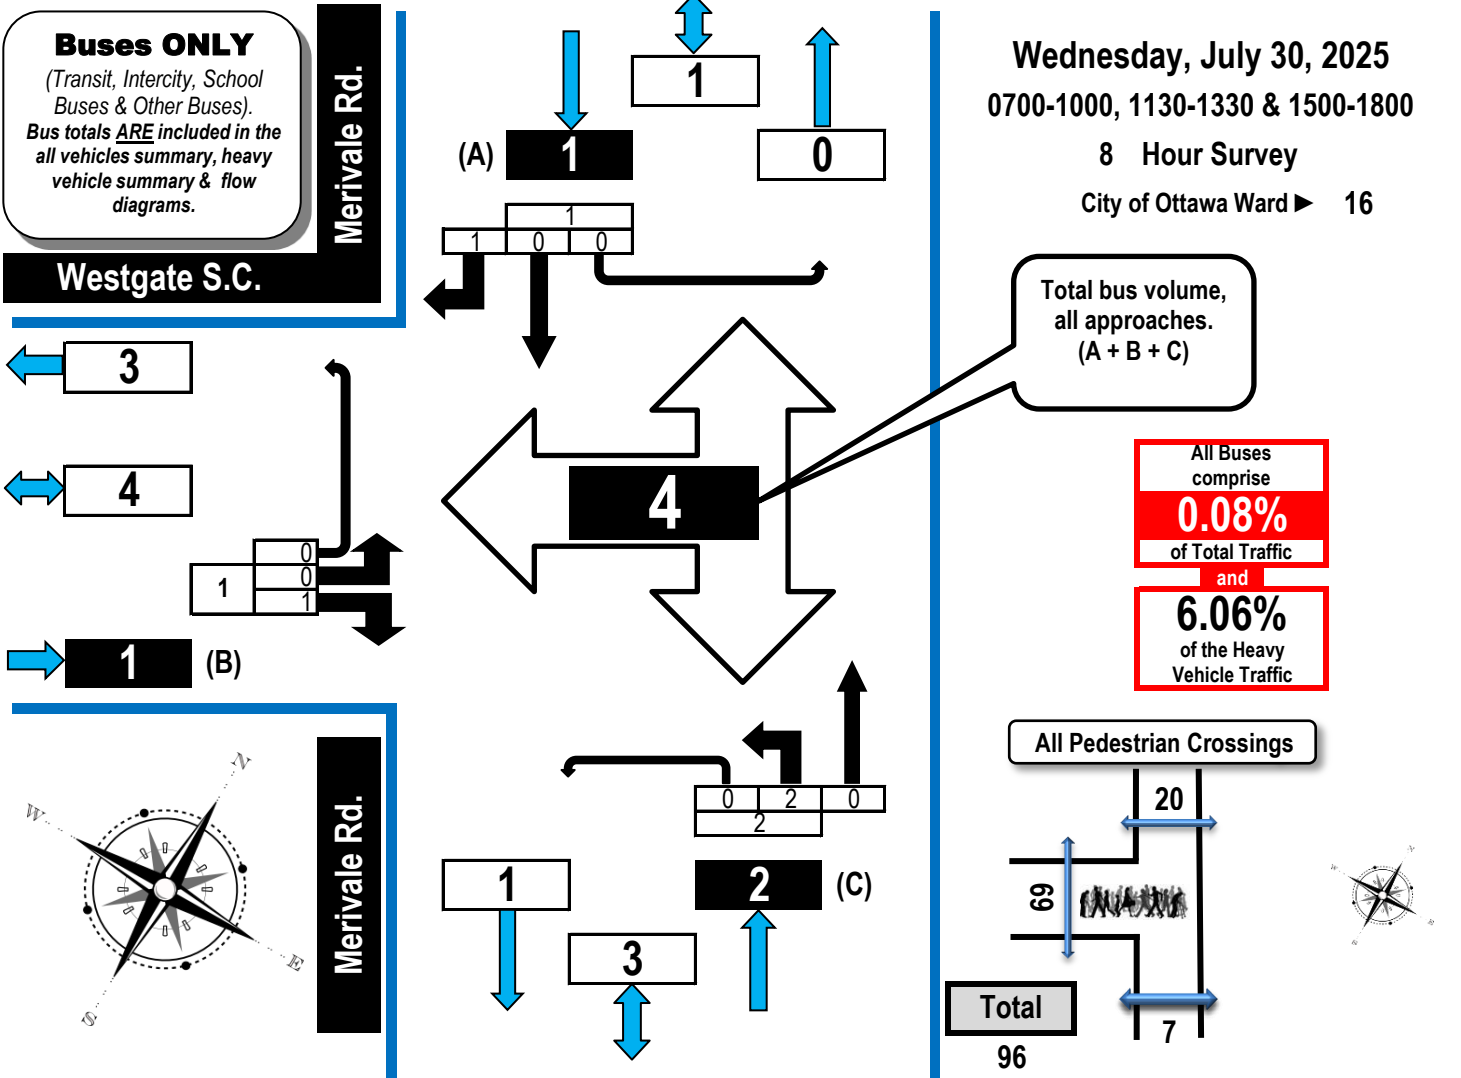 Buses ONLY
(Transit, Intercity, School
Buses & Other Buses).
Bus totals ARE included in the
all vehicles summary, heavy
vehicle summary & flow
diagrams.
Merivale Rd.
Westgate S.C.
1
(A) 1
0
1
1 0 0
Wednesday, July 30, 2025
0700-1000, 1130-1330 & 1500-1800
8 Hour Survey
City of Ottawa Ward ► 16
Total bus volume,
all approaches.
(A + B + C)
3
4
4
0
0
1
1
1 (B)
All Buses
comprise
0.08%
of Total Traffic
and
6.06%
of the Heavy
Vehicle Traffic
Merivale Rd.
N
W
E
S
0 2 0
2
1
2 (C)
3
All Pedestrian Crossings
20
69
7
Total
96
N
W
E
S